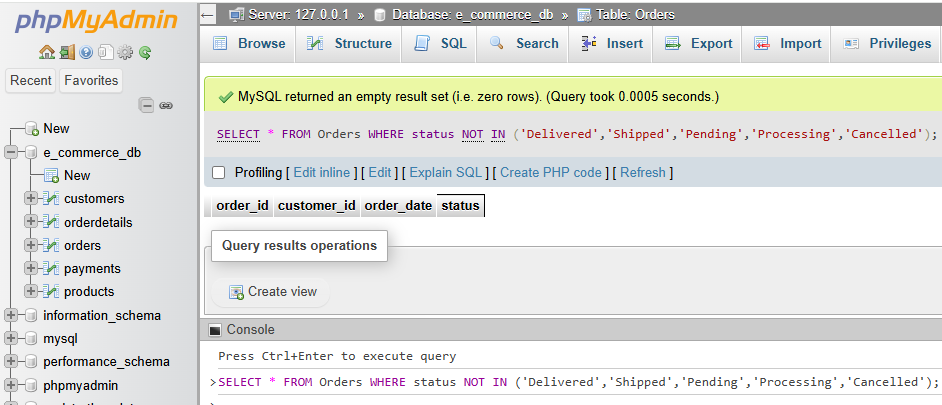 phpMyAdmin
Recent Favorites
New
e_commerce_db
New
customers
orderdetails
orders
payments
products
information_schema
mysql
performance_schema
phpmyadmin
Server: 127.0.0.1 » Database: e_commerce_db » Table: Orders
Browse Structure SQL Search Insert Export Import Privileges
MySQL returned an empty result set (i.e. zero rows). (Query took 0.0005 seconds.)
SELECT * FROM Orders WHERE status NOT IN ('Delivered','Shipped','Pending','Processing','Cancelled');
Profiling [ Edit inline ] [ Edit ] [ Explain SQL ] [ Create PHP code ] [ Refresh ]
order_id customer_id order_date status
Query results operations
Create view
Console
Press Ctrl+Enter to execute query
>SELECT * FROM Orders WHERE status NOT IN ('Delivered','Shipped','Pending','Processing','Cancelled');
>